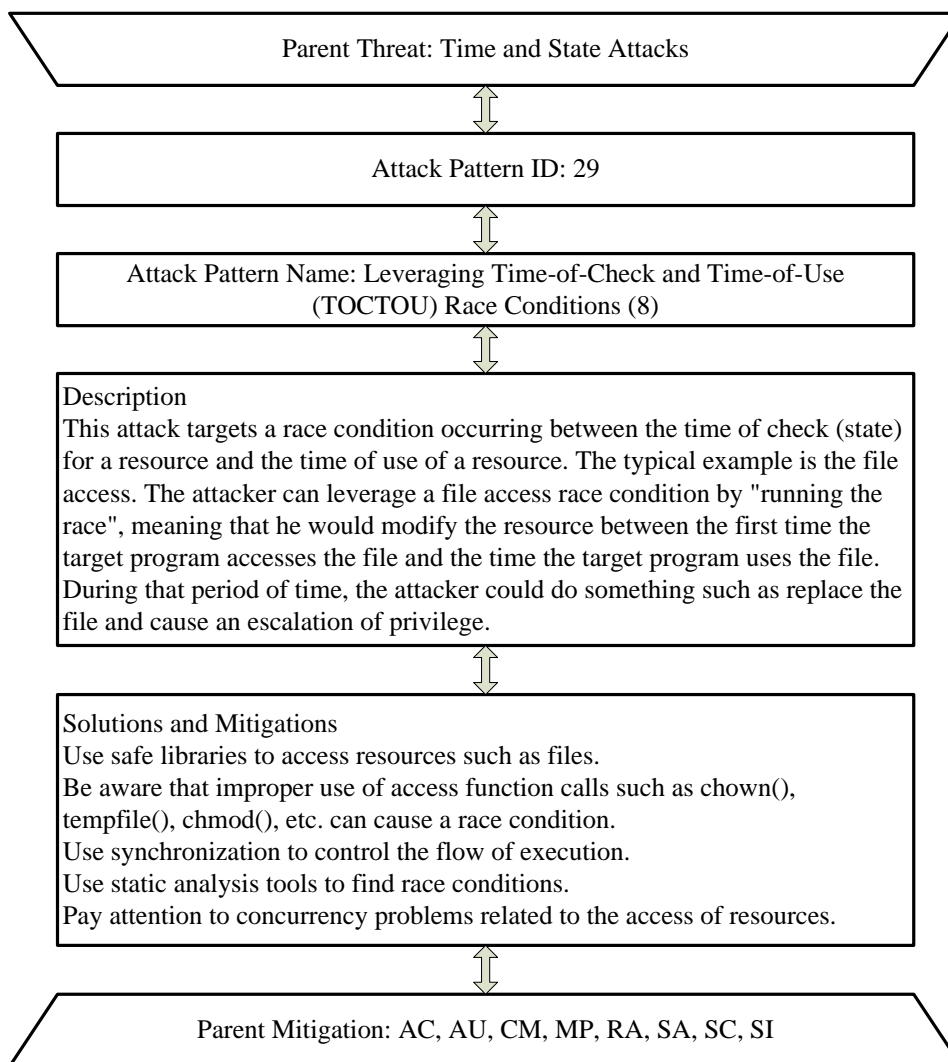 Parent Threat: Time and State Attacks
Attack Pattern ID: 29
Attack Pattern Name: Leveraging Time-of-Check and Time-of-Use
(TOCTOU) Race Conditions (8)
Description
This attack targets a race condition occurring between the time of check (state)
for a resource and the time of use of a resource. The typical example is the file
access. The attacker can leverage a file access race condition by "running the
race", meaning that he would modify the resource between the first time the
target program accesses the file and the time the target program uses the file.
During that period of time, the attacker could do something such as replace the
file and cause an escalation of privilege.
Solutions and Mitigations
Use safe libraries to access resources such as files.
Be aware that improper use of access function calls such as chown(),
tempfile(), chmod(), etc. can cause a race condition.
Use synchronization to control the flow of execution.
Use static analysis tools to find race conditions.
Pay attention to concurrency problems related to the access of resources.
Parent Mitigation: AC, AU, CM, MP, RA, SA, SC, SI